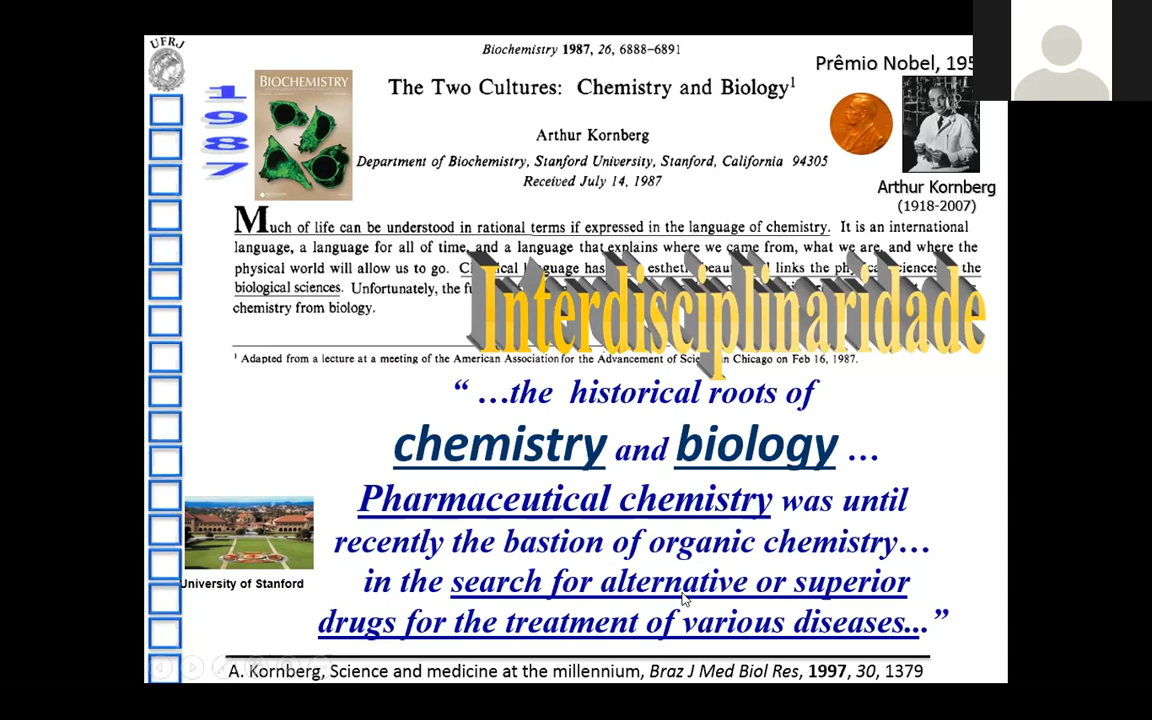 UFRJ
Biochemistry 1987, 26, 6888-6891
Prêmio Nobel, 195
1987
BIOCHEMISTRY
The Two Cultures: Chemistry and Biology¹
Arthur Kornberg
Department of Biochemistry, Stanford University, Stanford, California 94305
Received July 14, 1987
Arthur Kornberg
(1918-2007)
Much of life can be understood in rational terms if expressed in the language of chemistry. It is an international
language, a language for all of time, and a language that explains where we came from, what we are, and where the
physical world will allow us to go. language has links the
biological sciences. Unfortunately, the
chemistry from biology.
Interdisciplinaridade
¹ Adapted from a lecture at a meeting of the American Association for the Advancement of in Chicago on Feb 16, 1987.
“ …the historical roots of
chemistry and biology …
Pharmaceutical chemistry was until
recently the bastion of organic chemistry…
in the search for alternative or superior
drugs for the treatment of various diseases...”
University of Stanford
A. Kornberg, Science and medicine at the millennium, Braz J Med Biol Res, 1997, 30, 1379